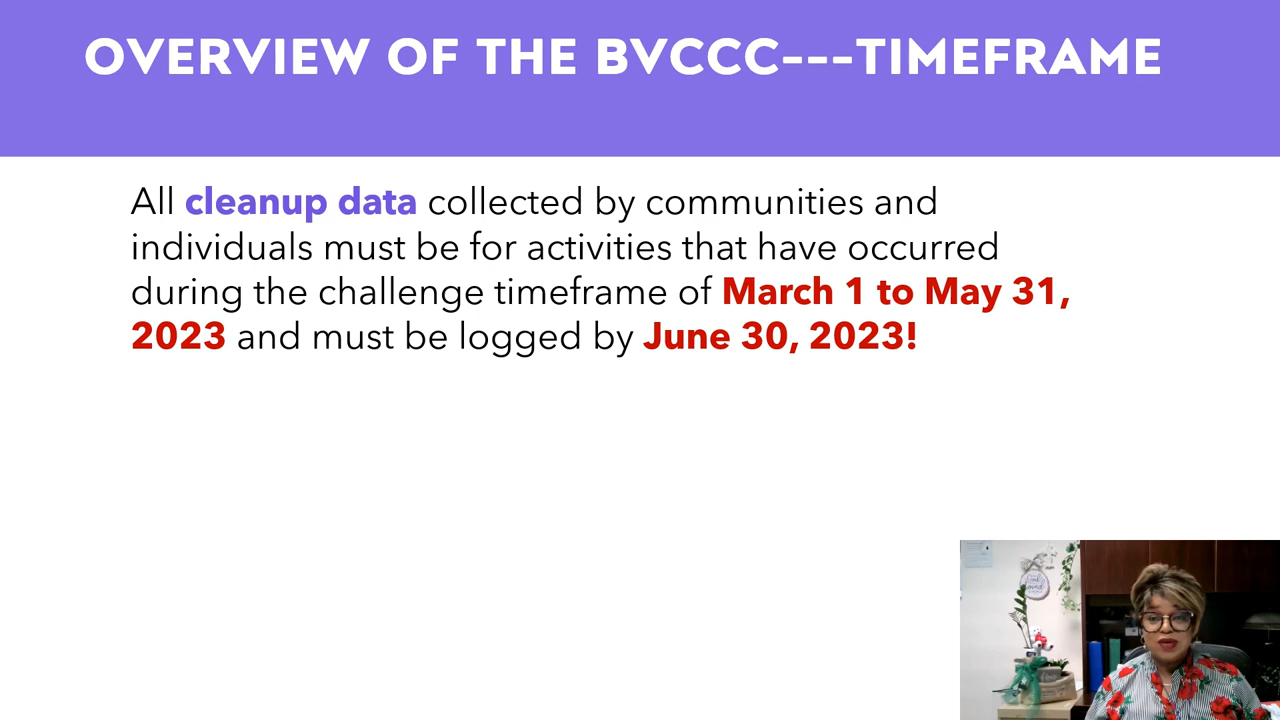 OVERVIEW OF THE BVCCC---TIMEFRAME
All cleanup data collected by communities and
individuals must be for activities that have occurred
during the challenge timeframe of March 1 to May 31,
2023 and must be logged by June 30, 2023!